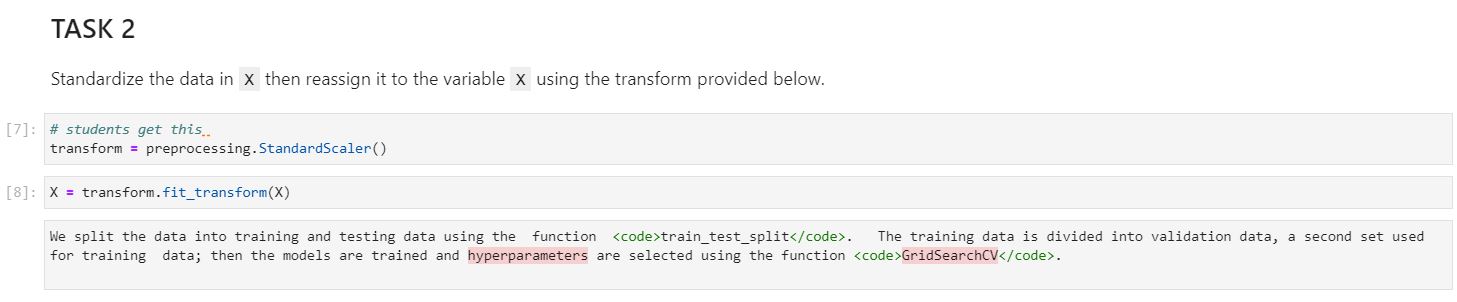 TASK 2
Standardize the data in X then reassign it to the variable X using the transform provided below.
[7]: # students get this
transform = preprocessing.StandardScaler()
[8]: X = transform.fit_transform(X)
We split the data into training and testing data using the  function  <code>train_test_split</code>.   The training data is divided into validation data, a second set used
for training  data; then the models are trained and hyperparameters are selected using the function <code>GridSearchCV</code>.